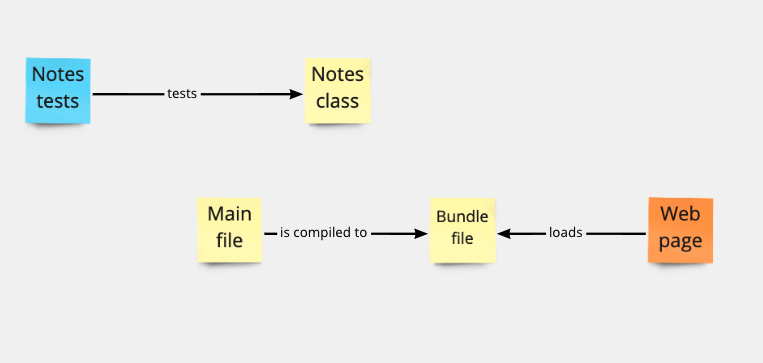 Notes
tests
tests
Notes
class
Main
file
is compiled to
Bundle
file
loads
Web
page